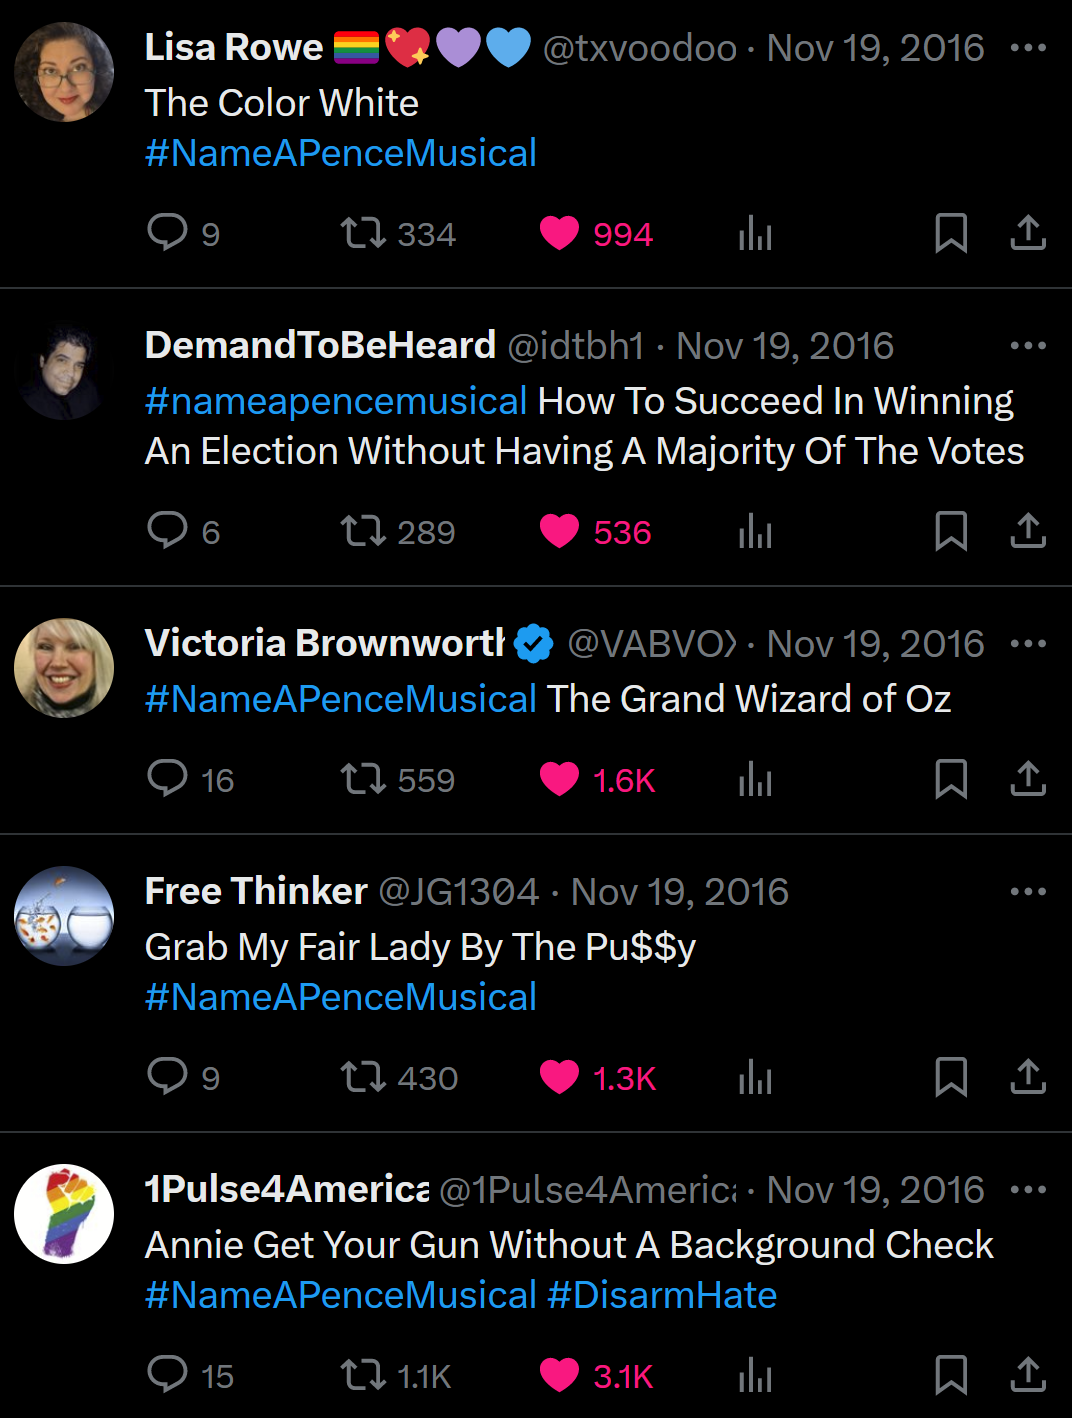 Lisa Rowe 🏳️‍🌈💖💜💙 @txvoodoo · Nov 19, 2016
The Color White
#NameAPenceMusical
9 334 994
DemandToBeHeard @idtbh1 · Nov 19, 2016
#nameapencemusical How To Succeed In Winning
An Election Without Having A Majority Of The Votes
6 289 536
Victoria Brownworth @VABVOX · Nov 19, 2016
#NameAPenceMusical The Grand Wizard of Oz
16 559 1.6K
Free Thinker @JG1304 · Nov 19, 2016
Grab My Fair Lady By The Pu$$y
#NameAPenceMusical
9 430 1.3K
1Pulse4America @1Pulse4America · Nov 19, 2016
Annie Get Your Gun Without A Background Check
#NameAPenceMusical #DisarmHate
15 1.1K 3.1K